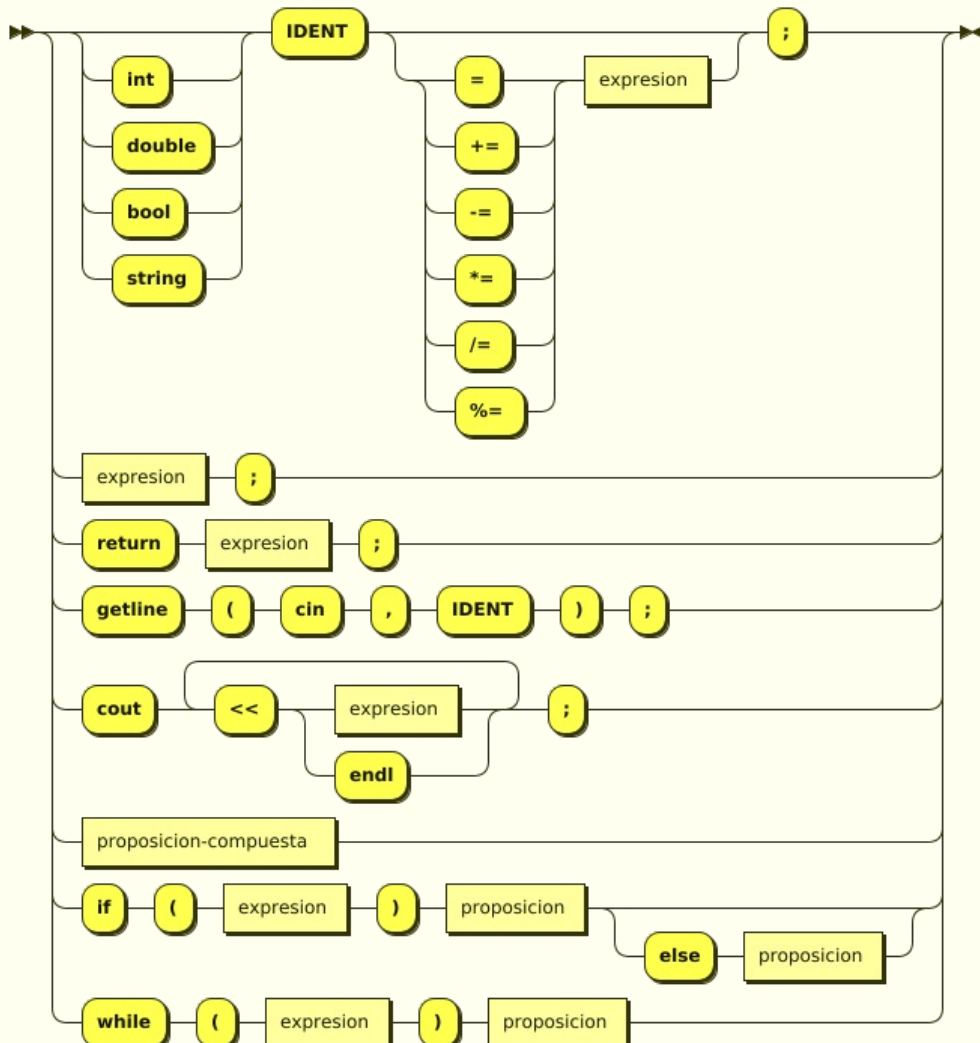 IDENT ;
int = expresion
double +=
bool -=
string *=
/=
%=
expresion ;
return expresion ;
getline ( cin , IDENT ) ;
cout << expresion ;
endl
proposicion-compuesta
if ( expresion ) proposicion
else proposicion
while ( expresion ) proposicion